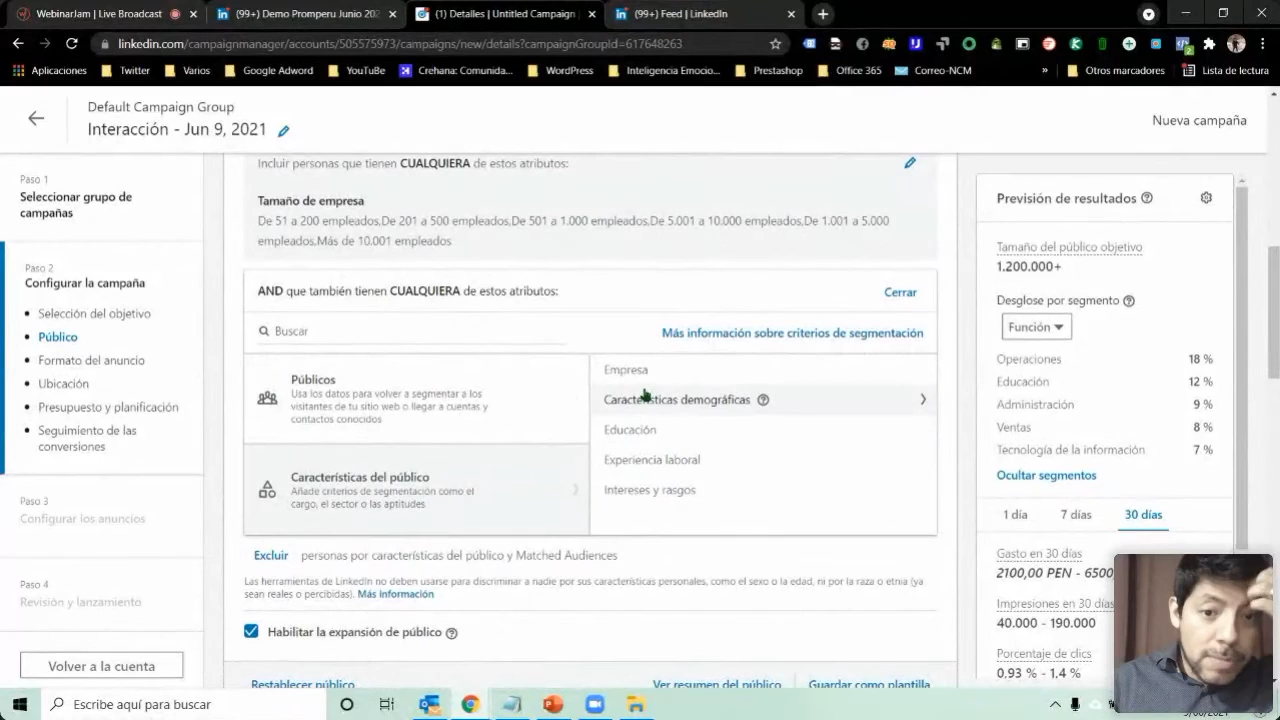 WebinarJam | Live Broadcast
(99+) Demo Promperu Junio 202
(1) Detalles | Untitled Campaign
(99+) Feed | LinkedIn
linkedin.com/campaignmanager/accounts/505575973/campaigns/new/details?campaignGroupId=617648263
Aplicaciones
Twitter
Varios
Google Adword
YouTube
Crehana: Comunida...
WordPress
Inteligencia Emocio...
Prestashop
Office 365
Correo-NCM
»
Otros marcadores
Lista de lectura
Default Campaign Group
Interacción - Jun 9, 2021
Nueva campaña
Paso 1
Seleccionar grupo de
campañas
Paso 2
Configurar la campaña
Selección del objetivo
Público
Formato del anuncio
Ubicación
Presupuesto y planificación
Seguimiento de las
conversiones
Paso 3
Configurar los anuncios
Paso 4
Revisión y lanzamiento
Volver a la cuenta
Incluir personas que tienen CUALQUIERA de estos atributos:
Tamaño de empresa
De 51 a 200 empleados,De 201 a 500 empleados,De 501 a 1.000 empleados,De 5.001 a 10.000 empleados,De 1.001 a 5.000
empleados,Más de 10.001 empleados
AND que también tienen CUALQUIERA de estos atributos:
Cerrar
Buscar
Más información sobre criterios de segmentación
Públicos
Usa los datos para volver a segmentar a los
visitantes de tu sitio web o llegar a cuentas y
contactos conocidos
Características del público
Añade criterios de segmentación como el
cargo, el sector o las aptitudes
Empresa
Características demográficas
Educación
Experiencia laboral
Intereses y rasgos
Excluir personas por características del público y Matched Audiences
Las herramientas de LinkedIn no deben usarse para discriminar a nadie por sus características personales, como el sexo o la edad, ni por la raza o etnia (ya
sean reales o percibidas). Más información
Habilitar la expansión de público
Restablecer público
Ver resumen del público
Guardar como plantilla
Previsión de resultados
Tamaño del público objetivo
1.200.000+
Desglose por segmento
Función
Operaciones 18 %
Educación 12 %
Administración 9 %
Ventas 8 %
Tecnología de la información 7 %
Ocultar segmentos
1 día
7 días
30 días
Gasto en 30 días
2100,00 PEN - 6500,
Impresiones en 30 días
40.000 - 190.000
Porcentaje de clics
0.93 % - 1.4 %
Escribe aquí para buscar